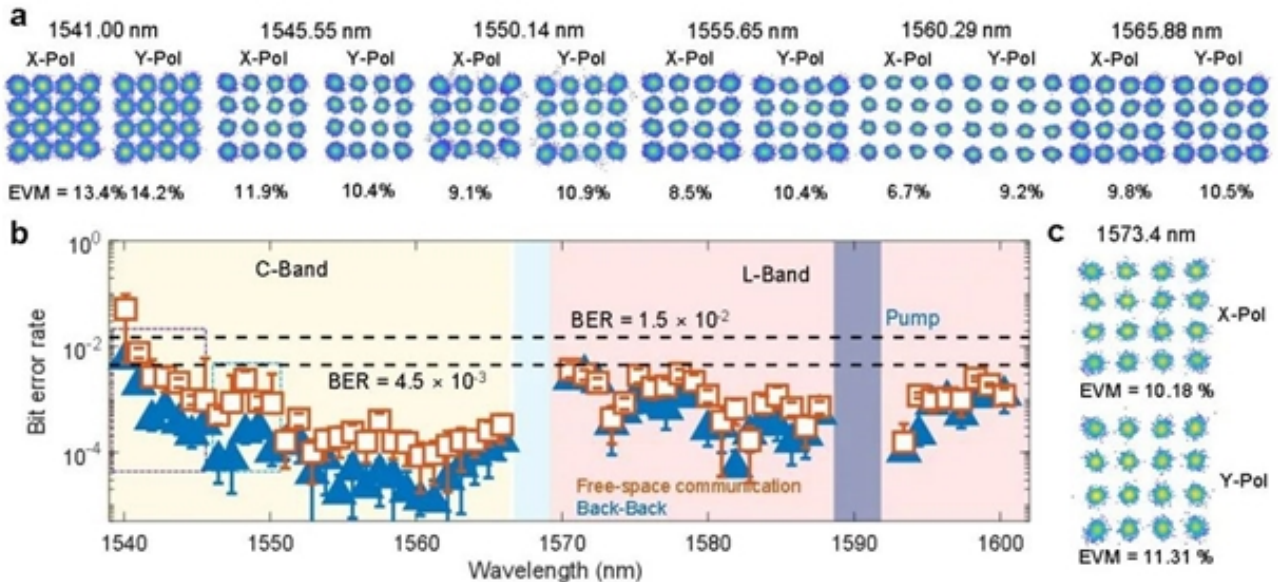 a
1541.00 nm 1545.55 nm 1550.14 nm 1555.65 nm 1560.29 nm 1565.88 nm
X-Pol Y-Pol X-Pol Y-Pol X-Pol Y-Pol X-Pol Y-Pol X-Pol Y-Pol X-Pol Y-Pol
EVM = 13.4% 14.2% 11.9% 10.4% 9.1% 10.9% 8.5% 10.4% 6.7% 9.2% 9.8% 10.5%
b
Bit error rate
10⁰
10⁻²
10⁻⁴
C-Band
L-Band
BER = 1.5 × 10⁻²
Pump
BER = 4.5 × 10⁻³
Free-space communication
Back-Back
1540 1550 1560 1570 1580 1590 1600
Wavelength (nm)
c
1573.4 nm
X-Pol
EVM = 10.18 %
Y-Pol
EVM = 11.31 %